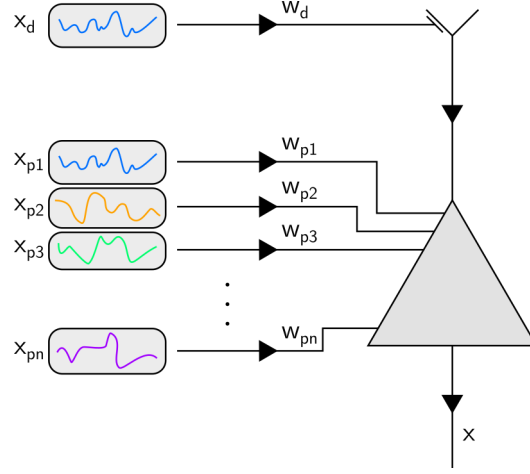 x_d w_d
x_p1 w_p1
x_p2 w_p2
x_p3 w_p3
x_pn w_pn
x